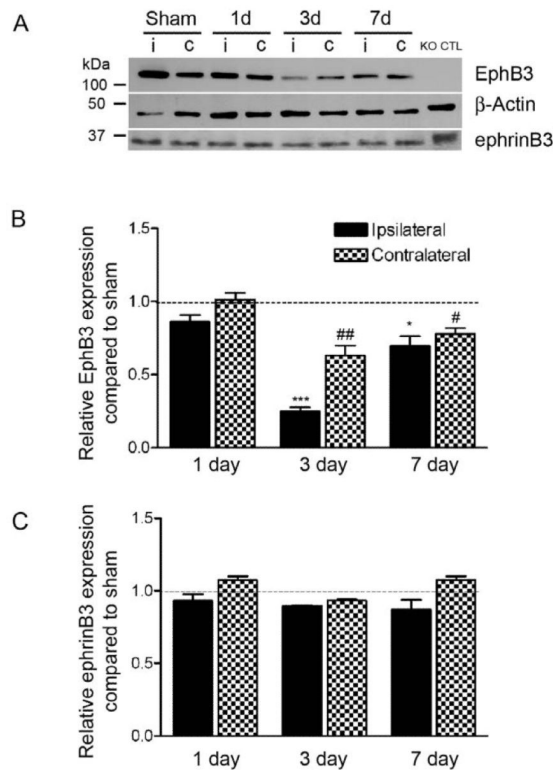 A
Sham 1d 3d 7d
i c i c i c i c KO CTL
kDa
100
EphB3
50
β-Actin
37
ephrinB3
B
Relative EphB3 expression
compared to sham
1.5
1.0
0.5
0.0
Ipsilateral
Contralateral
***
##
*
#
1 day 3 day 7 day
C
Relative ephrinB3 expression
compared to sham
1.5
1.0
0.5
0.0
1 day 3 day 7 day